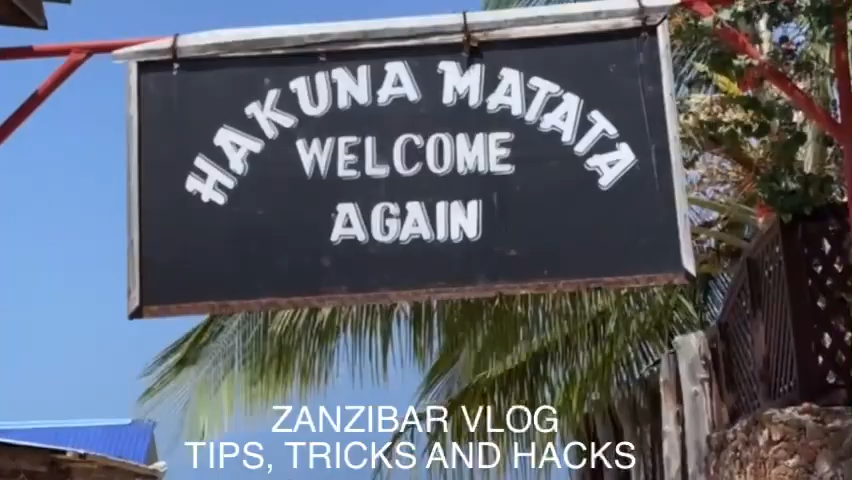 HAKUNA MATATA
WELCOME
AGAIN
ZANZIBAR VLOG
TIPS, TRICKS AND HACKS